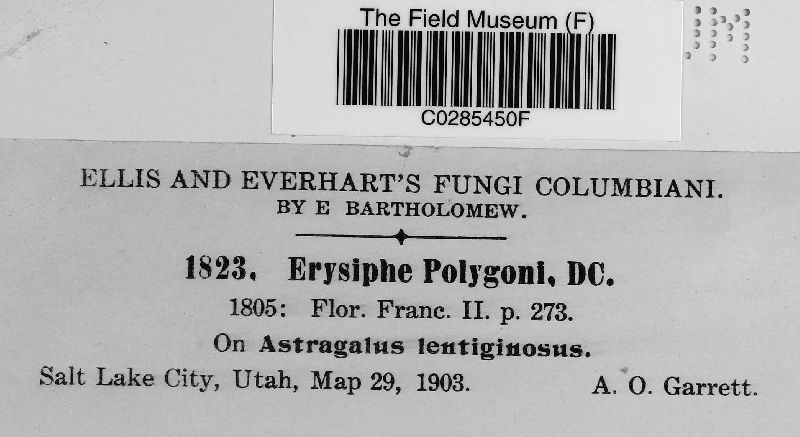 The Field Museum (F)
C0285450F
JM
ELLIS AND EVERHART'S FUNGI COLUMBIANI.
BY E BARTHOLOMEW.
1823. Erysiphe Polygoni, DC.
1805: Flor. Franc. II. p. 273.
On Astragalus lentiginosus.
Salt Lake City, Utah, Map 29, 1903. A. O. Garrett.